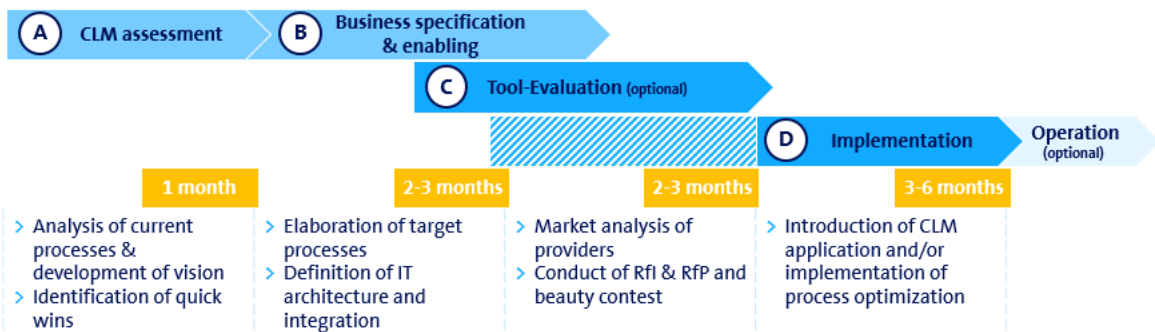 A CLM assessment
B Business specification
& enabling
C Tool-Evaluation (optional)
D Implementation
Operation
(optional)
1 month
2-3 months
2-3 months
3-6 months
> Analysis of current
processes &
development of vision
> Identification of quick
wins
> Elaboration of target
processes
> Definition of IT
architecture and
integration
> Market analysis of
providers
> Conduct of RfI & RfP and
beauty contest
> Introduction of CLM
application and/or
implementation of
process optimization